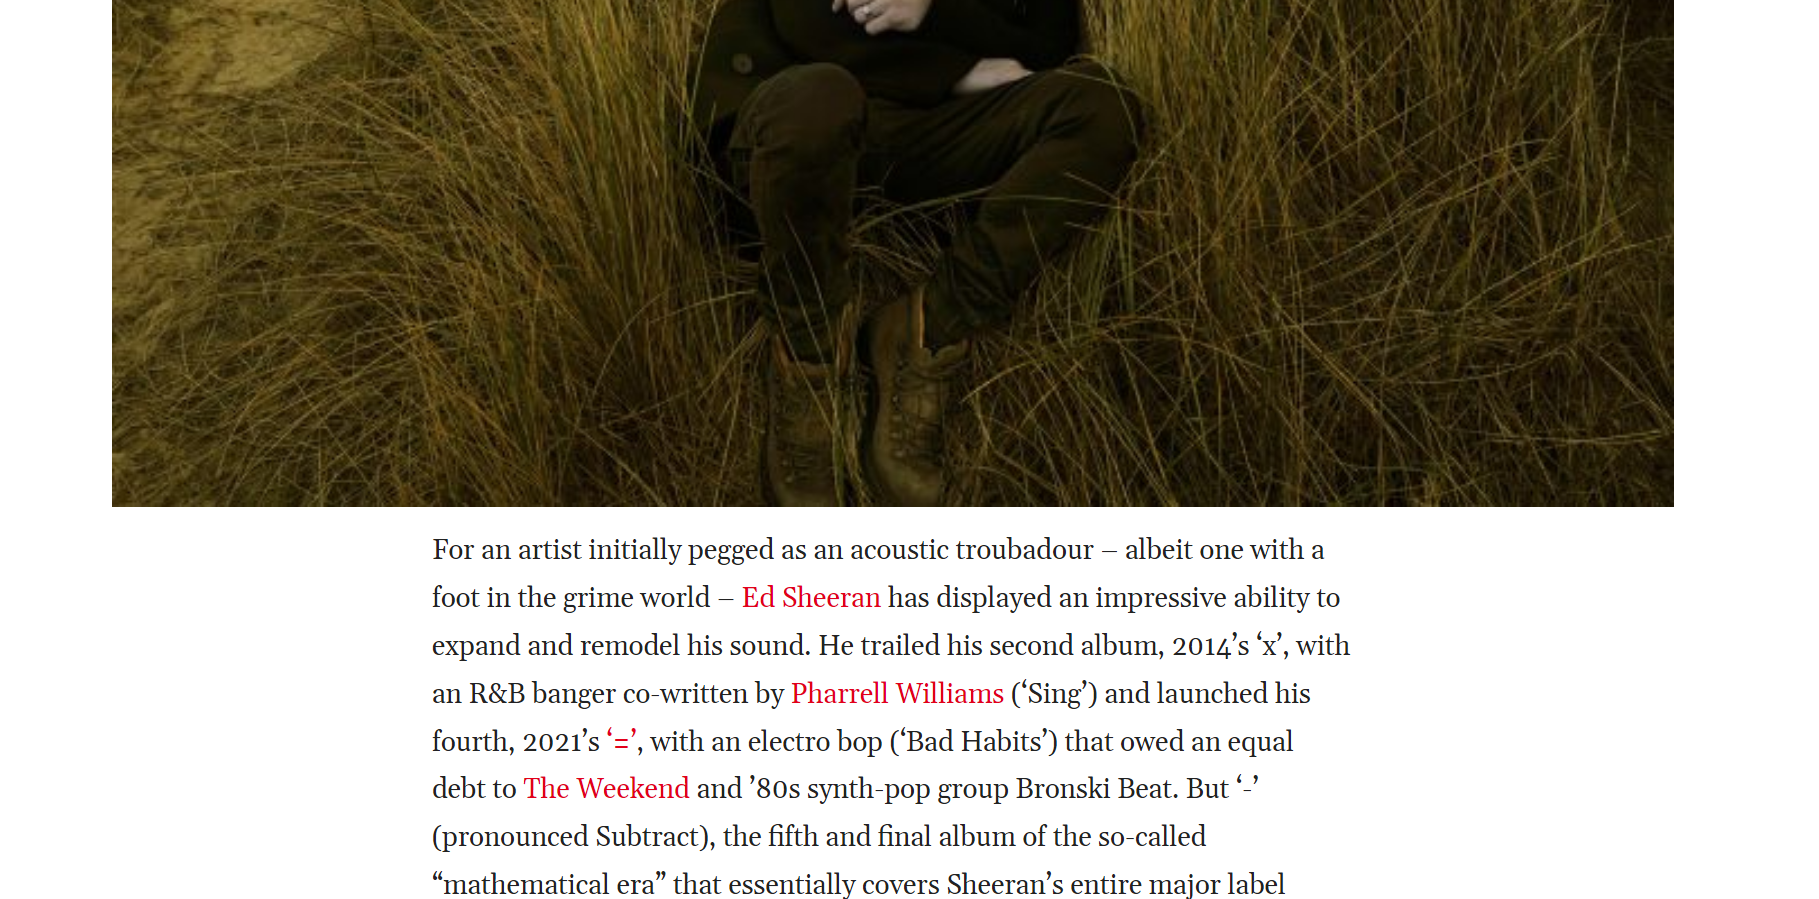 For an artist initially pegged as an acoustic troubadour – albeit one with a
foot in the grime world – Ed Sheeran has displayed an impressive ability to
expand and remodel his sound. He trailed his second album, 2014’s ‘x’, with
an R&B banger co-written by Pharrell Williams (‘Sing’) and launched his
fourth, 2021’s ‘=’, with an electro bop (‘Bad Habits’) that owed an equal
debt to The Weekend and ’80s synth-pop group Bronski Beat. But ‘-’
(pronounced Subtract), the fifth and final album of the so-called
“mathematical era” that essentially covers Sheeran’s entire major label